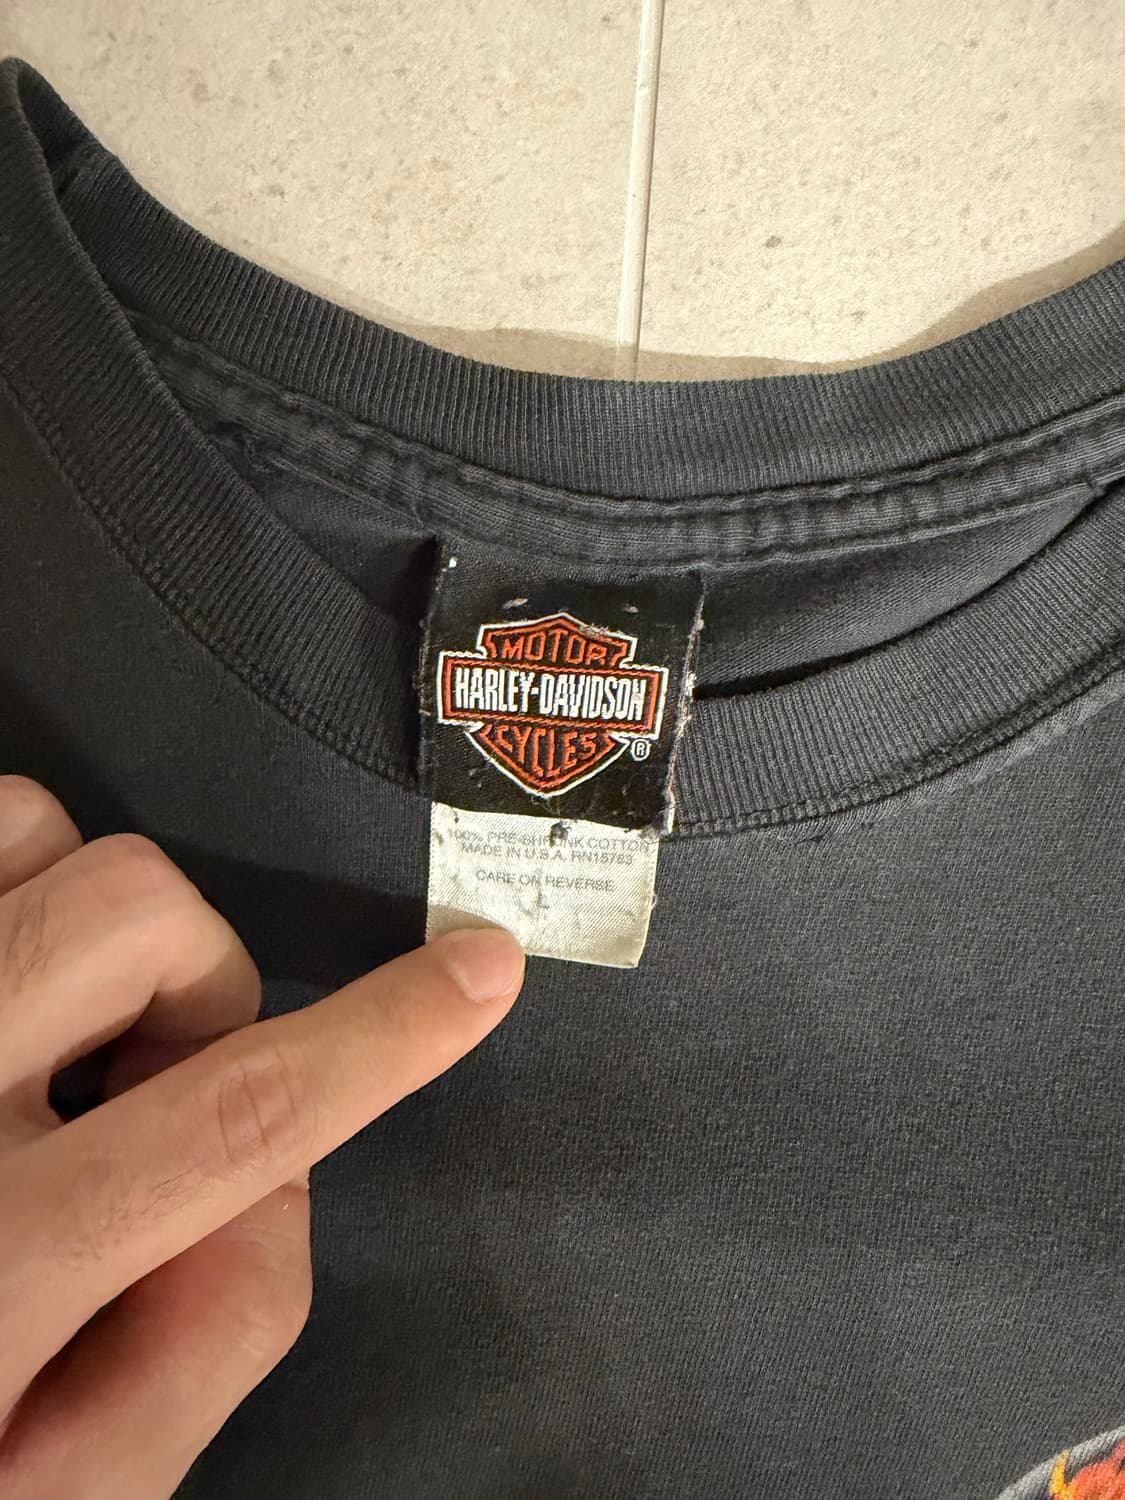 MOTOR
HARLEY-DAVIDSON
CYCLES
®
100% PRE-SHRUNK COTTON
MADE IN U.S.A. RN15763
CARE ON REVERSE
L